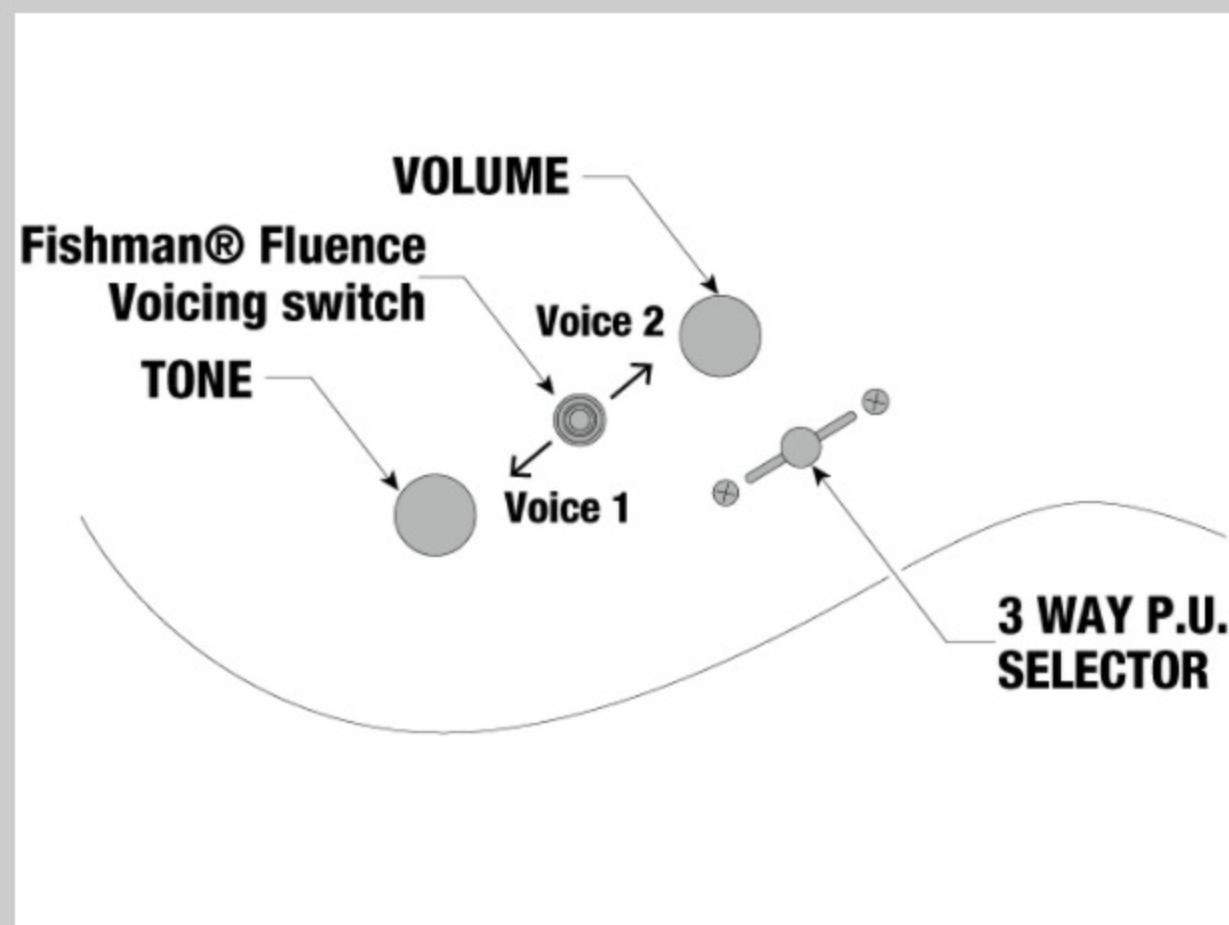 VOLUME
Fishman® Fluence
Voicing switch
Voice 2
TONE
Voice 1
3 WAY P.U.
SELECTOR